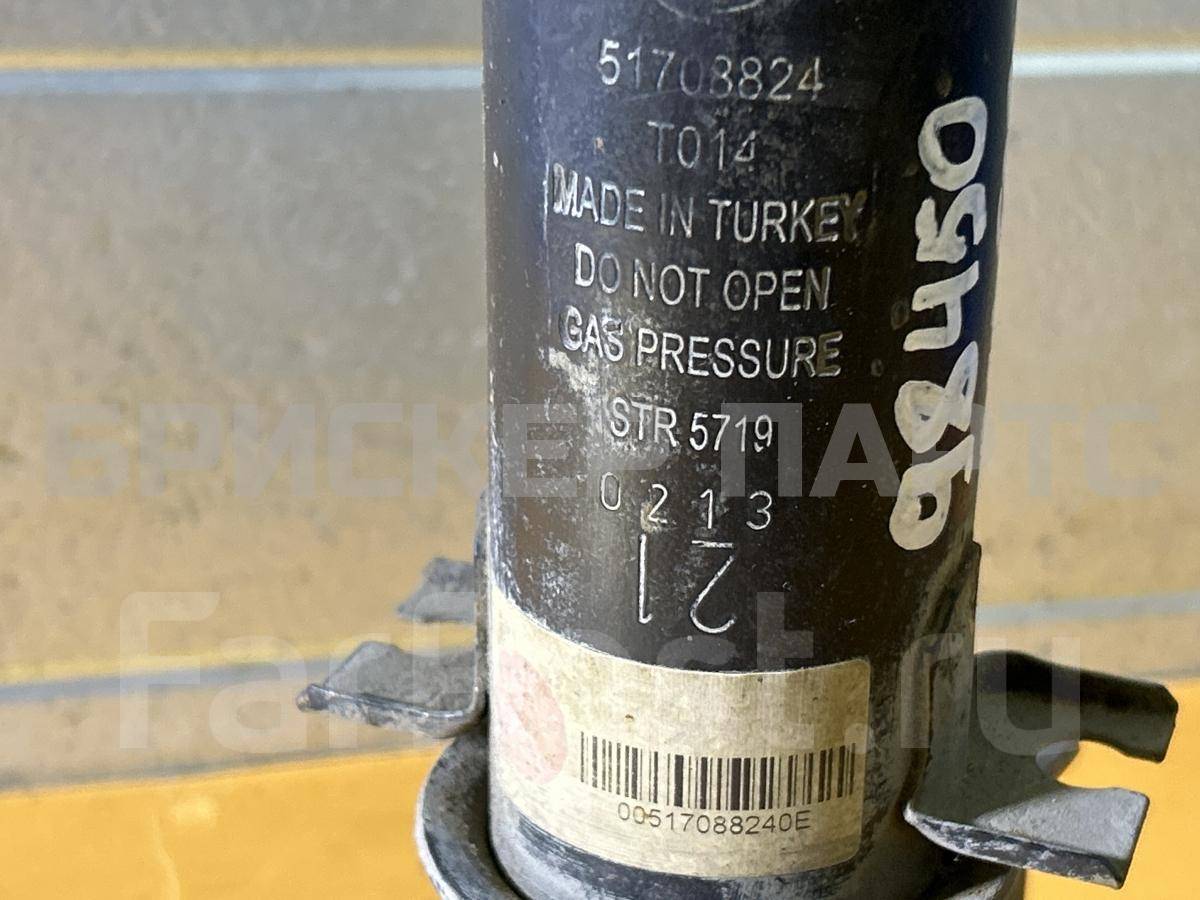 51708824
T014
MADE IN TURKEY
DO NOT OPEN
GAS PRESSURE
STR 5719
0213
21
98450
00517088240E
БРИСКЕР ПАРТС
Farpost.ru